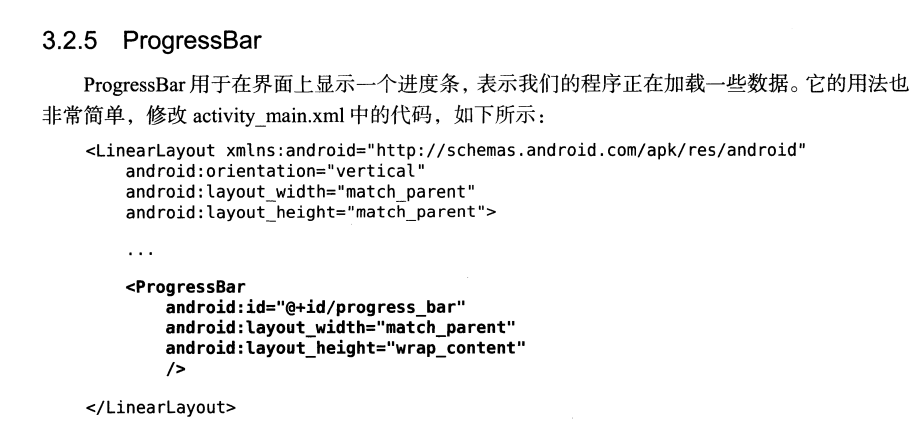 3.2.5 ProgressBar
ProgressBar 用于在界面上显示一个进度条，表示我们的程序正在加载一些数据。它的用法也
非常简单，修改 activity_main.xml 中的代码，如下所示：
<LinearLayout xmlns:android="http://schemas.android.com/apk/res/android"
    android:orientation="vertical"
    android:layout_width="match_parent"
    android:layout_height="match_parent">
    ...
    <ProgressBar
        android:id="@+id/progress_bar"
        android:layout_width="match_parent"
        android:layout_height="wrap_content"
        />
</LinearLayout>